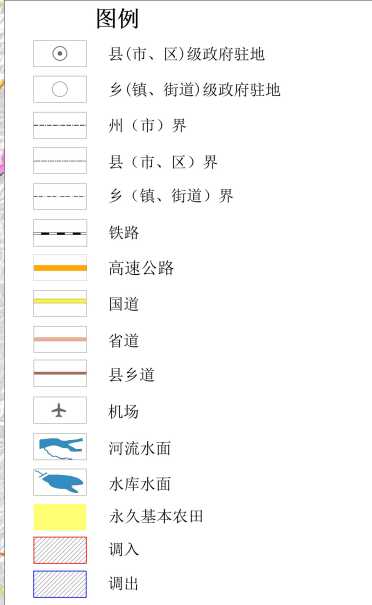 图例
县(市、区)级政府驻地
乡(镇、街道)级政府驻地
州（市）界
县（市、区）界
乡（镇、街道）界
铁路
高速公路
国道
省道
县乡道
机场
河流水面
水库水面
永久基本农田
调入
调出